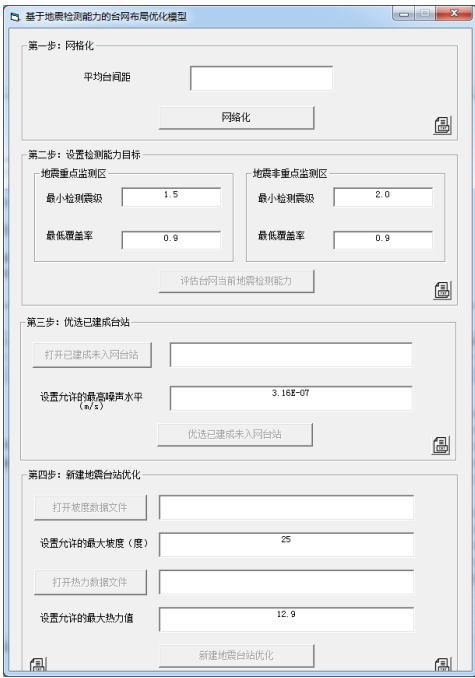 基于地震检测能力的台网布局优化模型
第一步：网格化
平均台间距
网格化
第二步：设置检测能力目标
地震重点监测区
最小检测震级 1.5
最低覆盖率 0.9
地震非重点监测区
最小检测震级 2.0
最低覆盖率 0.9
评估台网当前地震检测能力
第三步：优选已建成台站
打开已建成未入网台站
设置允许的最高噪声水平 3.16E-07
(m/s)
优选已建成未入网台站
第四步：新建地震台站优化
打开坡度数据文件
设置允许的最大坡度（度） 25
打开热力数据文件
设置允许的最大热力值 12.9
新建地震台站优化